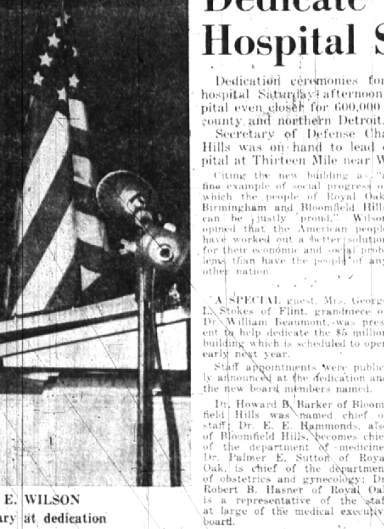 Dedicate
Hospital S
Dedication ceremonies for
hospital Saturday afternoon
pital even closer for 600,000
county and northern Detroit.
Secretary of Defense Cha
Hills was on hand to lead
pital at Thirteen Mile near W
Citing the new building as "a
fine example of social progress o
which the people of Royal Oak
Birmingham and Bloomfield Hills
can be justly proud," Wilson
opined that the American people
have worked out a better solution
for their economic and social prob
lems than have the people of any
other nation.
A SPECIAL guest, Mrs. George
L. Stokes of Flint, grandniece o
Dr. William Beaumont, was pres
ent to help dedicate the $5 million
building which is scheduled to open
early next year.
Staff appointments were public
ly announced at the dedication and
the new board members named.
Dr. Howard B. Barker of Bloom
field Hills was named chief o
staff; Dr. E. E. Hammonds, also
of Bloomfield Hills, becomes chie
of the department of medicine
Dr. Palmer E. Sutton of Roya
Oak, is chief of the departmen
of obstetrics and gynecology; Dr
Robert B. Hasner of Royal Oa
is a representative of the staf
at large of the medical executiv
board.
E. WILSON
ary at dedication